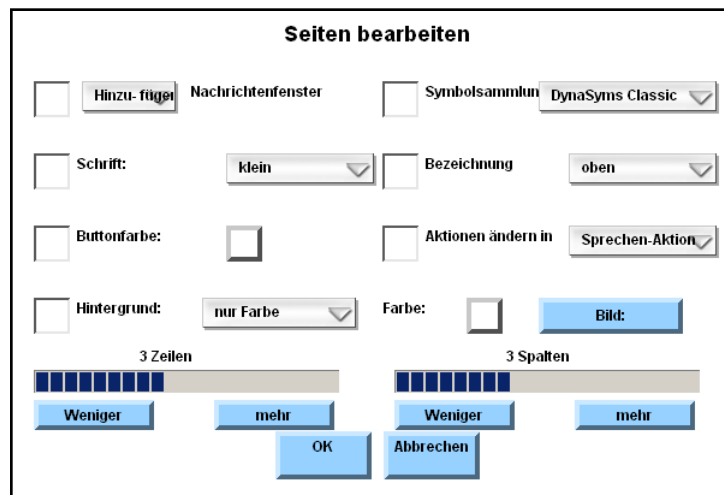 Seiten bearbeiten
Hinzu- fügen Nachrichtenfenster Symbolsammlun DynaSyms Classic
Schrift: klein Bezeichnung oben
Buttonfarbe: Aktionen ändern in Sprechen-Aktion
Hintergrund: nur Farbe Farbe: Bild:
3 Zeilen 3 Spalten
Weniger mehr Weniger mehr
OK Abbrechen